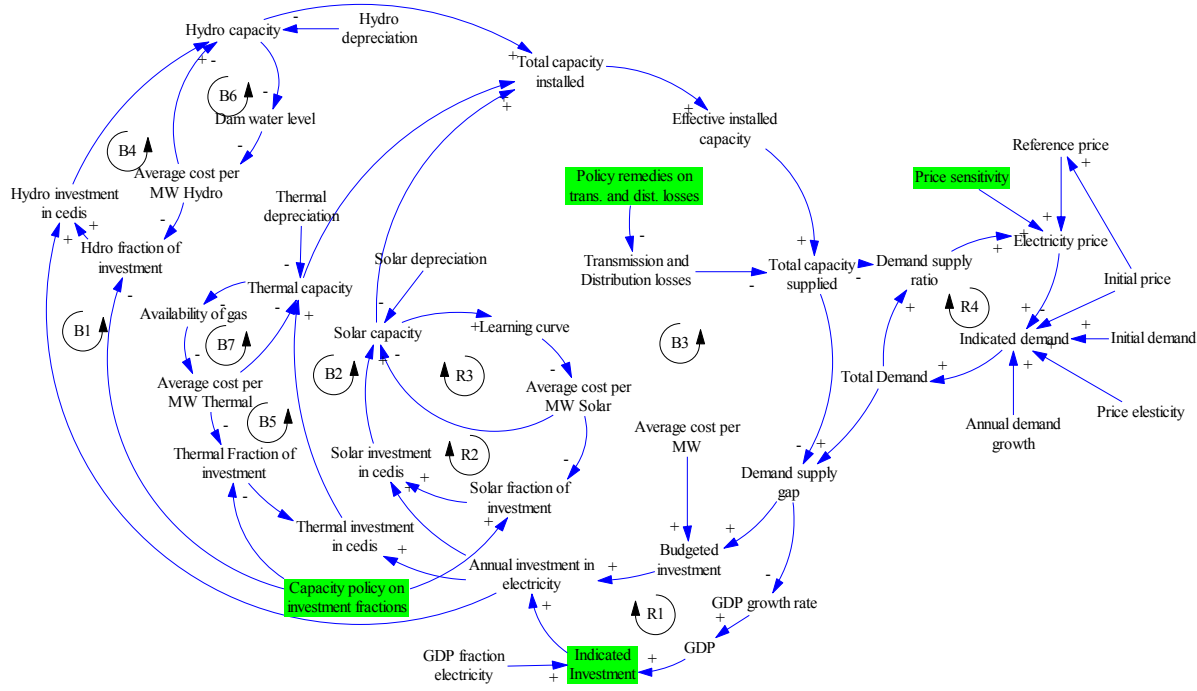 Hydro capacity
Hydro
depreciation
Total capacity
installed
B6
Dam water level
Effective installed
capacity
B4
Average cost per
MW Hydro
Reference price
Policy remedies on
trans. and dist. losses
Price sensitivity
Hydro investment
in cedis
Thermal
depreciation
Hdro fraction of
investment
Electricity price
Solar depreciation
Transmission and
Distribution losses
Total capacity
supplied
Demand supply
ratio
Initial price
Thermal capacity
Availability of gas
R4
B1
B7
Solar capacity
Learning curve
B3
Indicated demand
Initial demand
B2
R3
Average cost per
MW Thermal
Average cost per
MW Solar
Total Demand
Price elesticity
B5
Annual demand
growth
Average cost per
MW
Thermal Fraction of
investment
Solar investment
in cedis
R2
Demand supply
gap
Solar fraction of
investment
Thermal investment
in cedis
Budgeted
investment
Annual investment in
electricity
Capacity policy on
investment fractions
R1
GDP growth rate
GDP
GDP fraction
electricity
Indicated
Investment